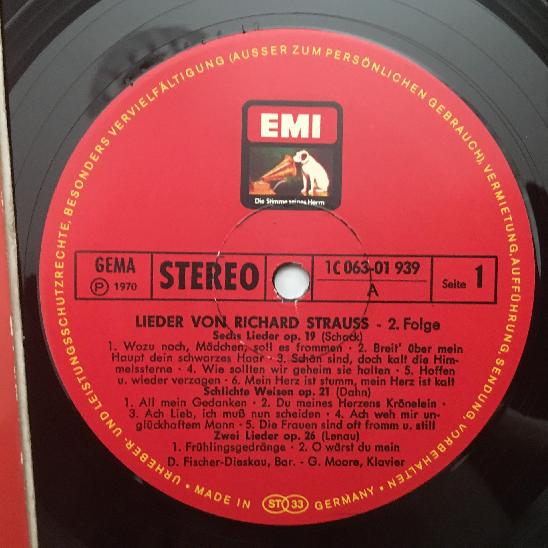 URHEBER- UND LEISTUNGSSCHUTZRECHTE, BESONDERS VERVIELFÄLTIGUNG (AUSSER ZUM PERSÖNLICHEN GEBRAUCH), VERMIETUNG, AUFFÜHRUNG, SENDUNG VORBEHALTEN
EMI
Die Stimme seines Herrn
GEMA
P 1970
STEREO
1C 063-01 939
A
Seite 1
LIEDER VON RICHARD STRAUSS - 2. Folge
Sechs Lieder op. 19 (Schack)
1. Wozu noch, Mädchen, soll es frommen · 2. Breit' über mein
Haupt dein schwarzes Haar · 3. Schön sind, doch kalt die Him-
melssterne · 4. Wie sollten wir geheim sie halten · 5. Hoffen
u. wieder verzagen · 6. Mein Herz ist stumm, mein Herz ist kalt
Schlichte Weisen op. 21 (Dahn)
1. All mein Gedanken · 2. Du meines Herzens Krönelein ·
3. Ach Lieb, ich muß nun scheiden · 4. Ach weh mir un-
glückhaftem Mann · 5. Die Frauen sind oft fromm u. still
Zwei Lieder op. 26 (Lenau)
1. Frühlingsgedränge · 2. O wärst du mein
D. Fischer-Dieskau, Bar. - G. Moore, Klavier
• MADE IN ST 33 GERMANY •